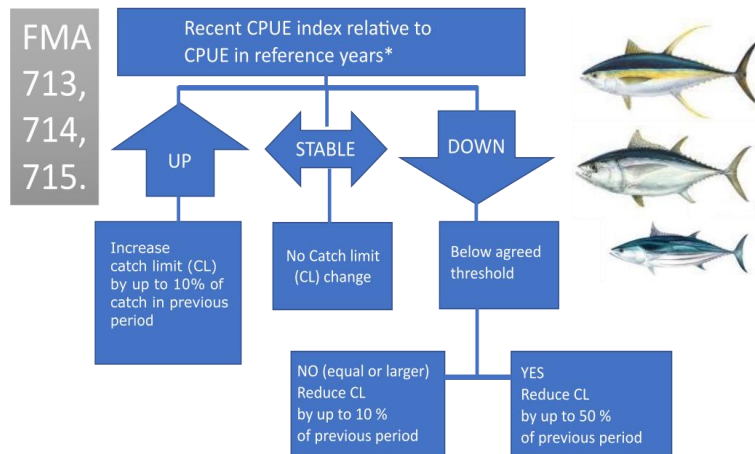 FMA
713,
714,
715.
Recent CPUE index relative to
CPUE in reference years*
UP
STABLE
DOWN
Increase
catch limit (CL)
by up to 10% of
catch in previous
period
No Catch limit
(CL) change
Below agreed
threshold
NO (equal or larger)
Reduce CL
by up to 10 %
of previous period
YES
Reduce CL
by up to 50 %
of previous period